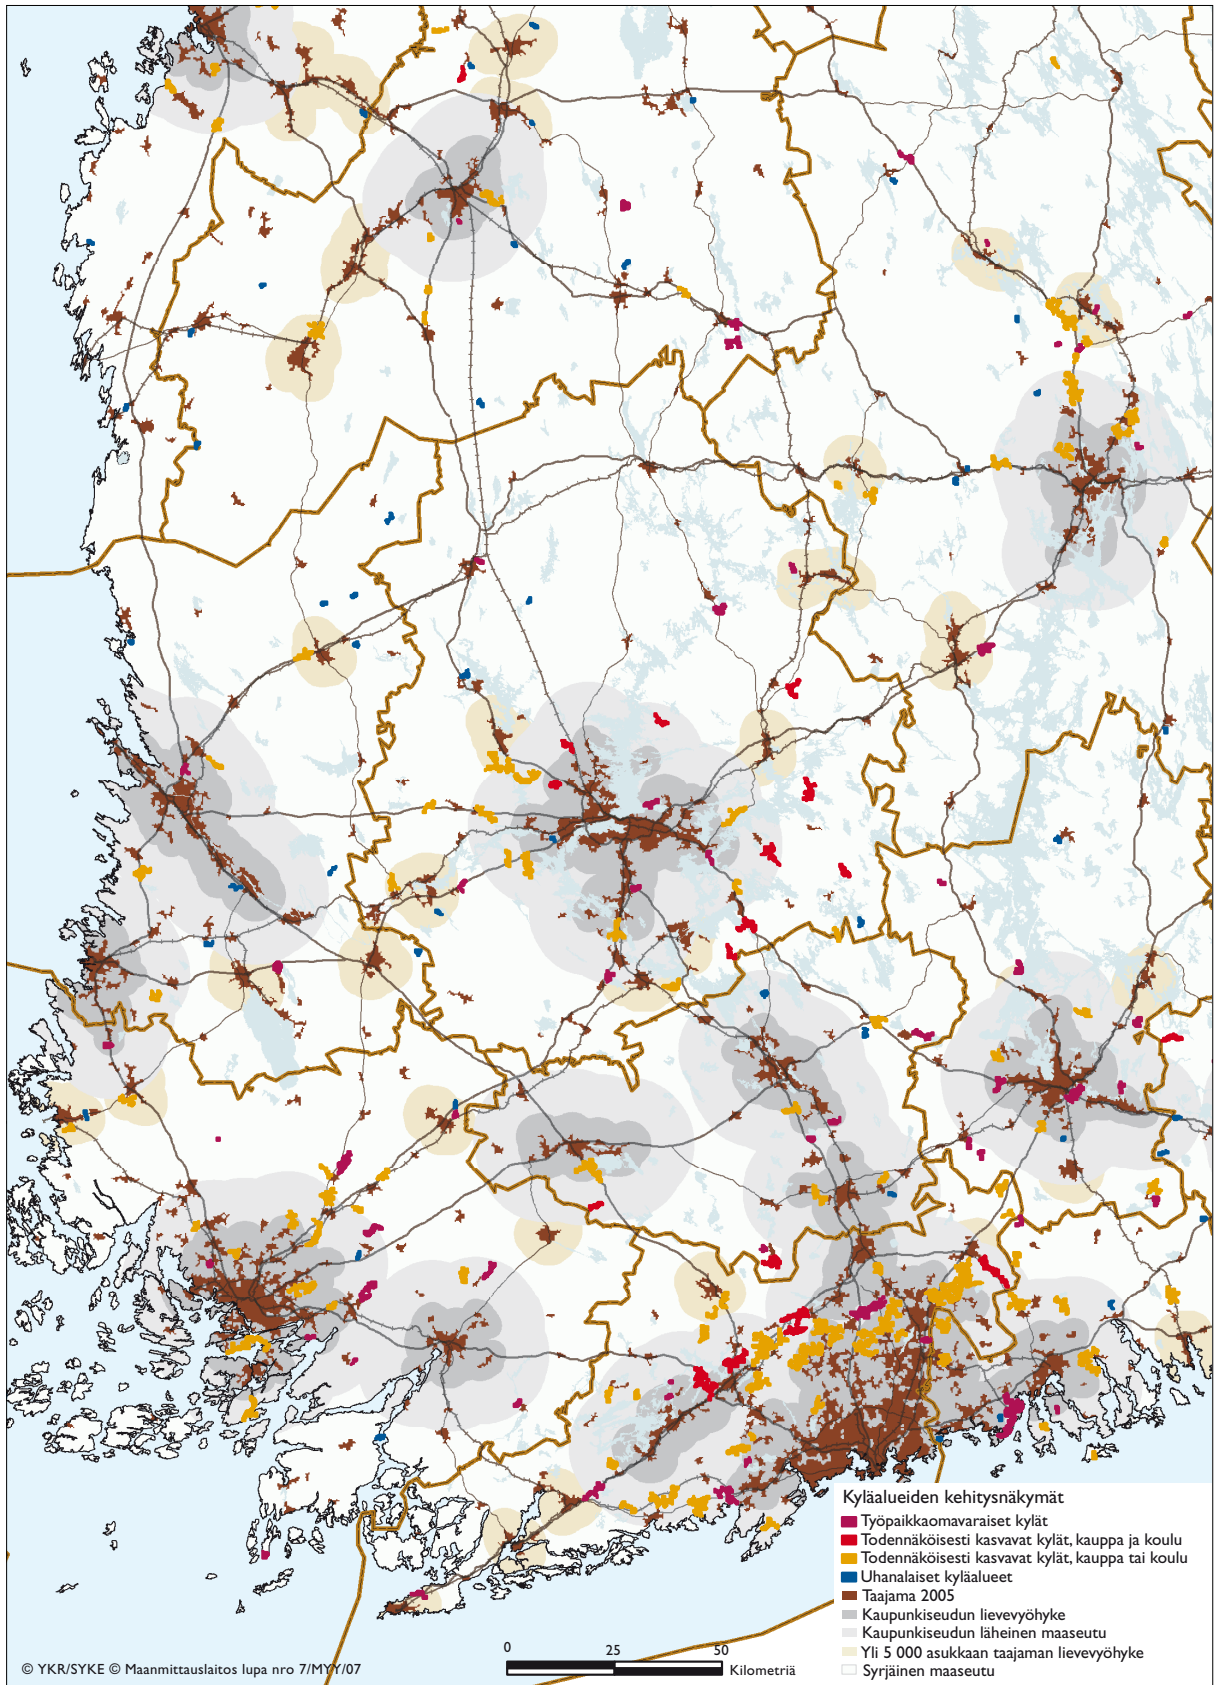 Kyläalueiden kehitysnäkymät
Työpaikkaomavaraiset kylät
Todennäköisesti kasvavat kylät, kauppa ja koulu
Todennäköisesti kasvavat kylät, kauppa tai koulu
Uhanalaiset kyläalueet
Taajama 2005
Kaupunkiseudun lievevyöhyke
Kaupunkiseudun läheinen maaseutu
Yli 5 000 asukkaan taajaman lievevyöhyke
Syrjäinen maaseutu
0 25 50
Kilometriä
© YKR/SYKE © Maanmittauslaitos lupa nro 7/MYY/07